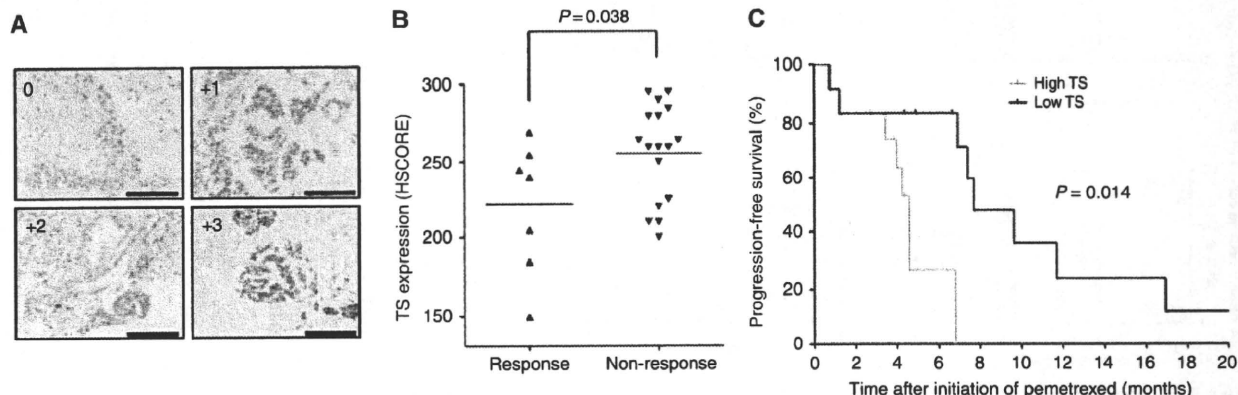 A
0
+1
+2
+3
B
P = 0.038
TS expression (HSCORE)
300
250
200
150
Response
Non-response
C
Progression-free survival (%)
100
80
60
40
20
0
High TS
Low TS
P = 0.014
0 2 4 6 8 10 12 14 16 18 20
Time after initiation of pemetrexed (months)